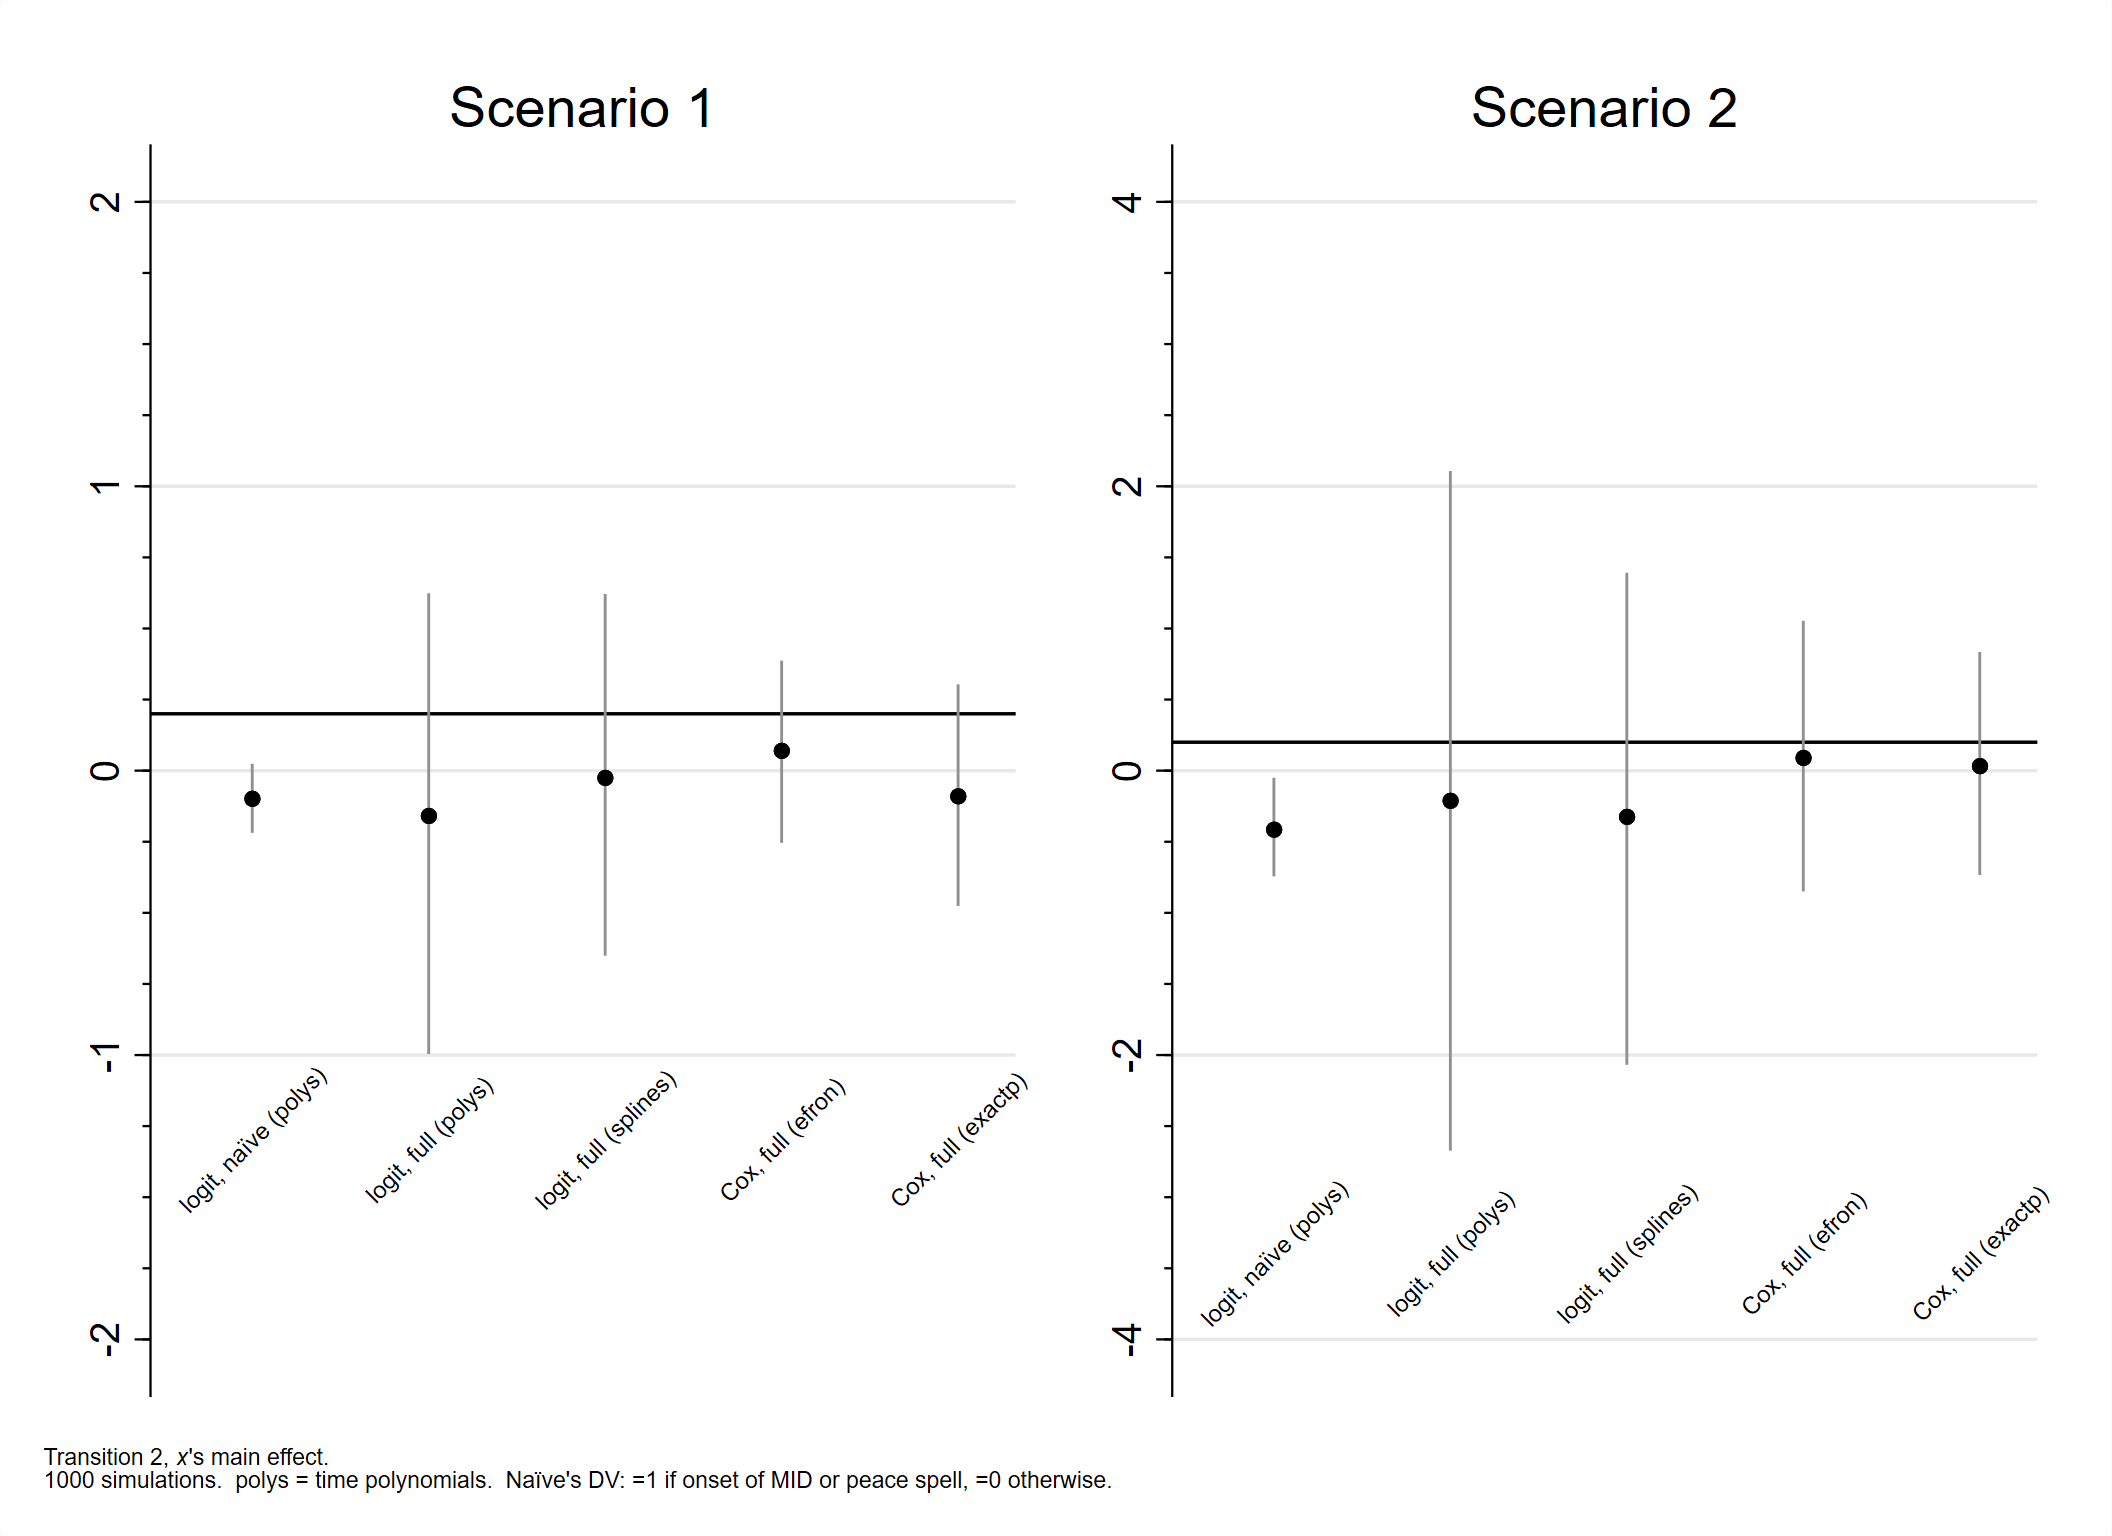 Scenario 1
2
1
0
-1
-2
logit, naïve (polys)
logit, full (polys)
logit, full (splines)
Cox, full (efron)
Cox, full (exactp)
Scenario 2
4
2
0
-2
-4
logit, naïve (polys)
logit, full (polys)
logit, full (splines)
Cox, full (efron)
Cox, full (exactp)
Transition 2, x's main effect.
1000 simulations.  polys = time polynomials.  Naïve's DV: =1 if onset of MID or peace spell, =0 otherwise.